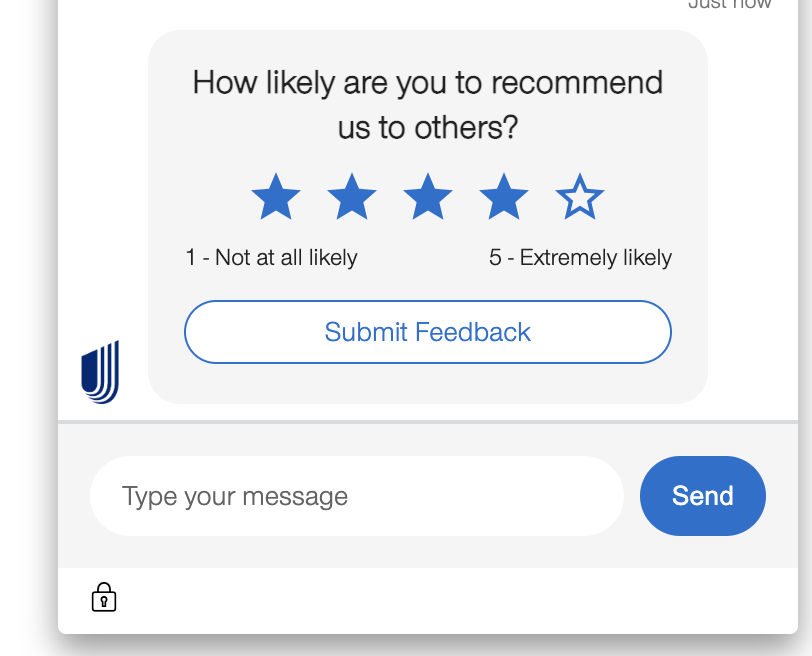 Just now
How likely are you to recommend
us to others?
1 - Not at all likely
5 - Extremely likely
Submit Feedback
Type your message
Send